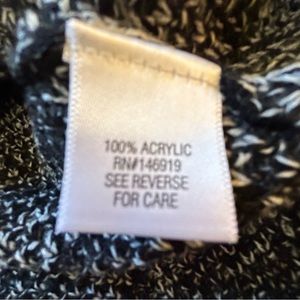 100% ACRYLIC
RN#146919
SEE REVERSE
FOR CARE